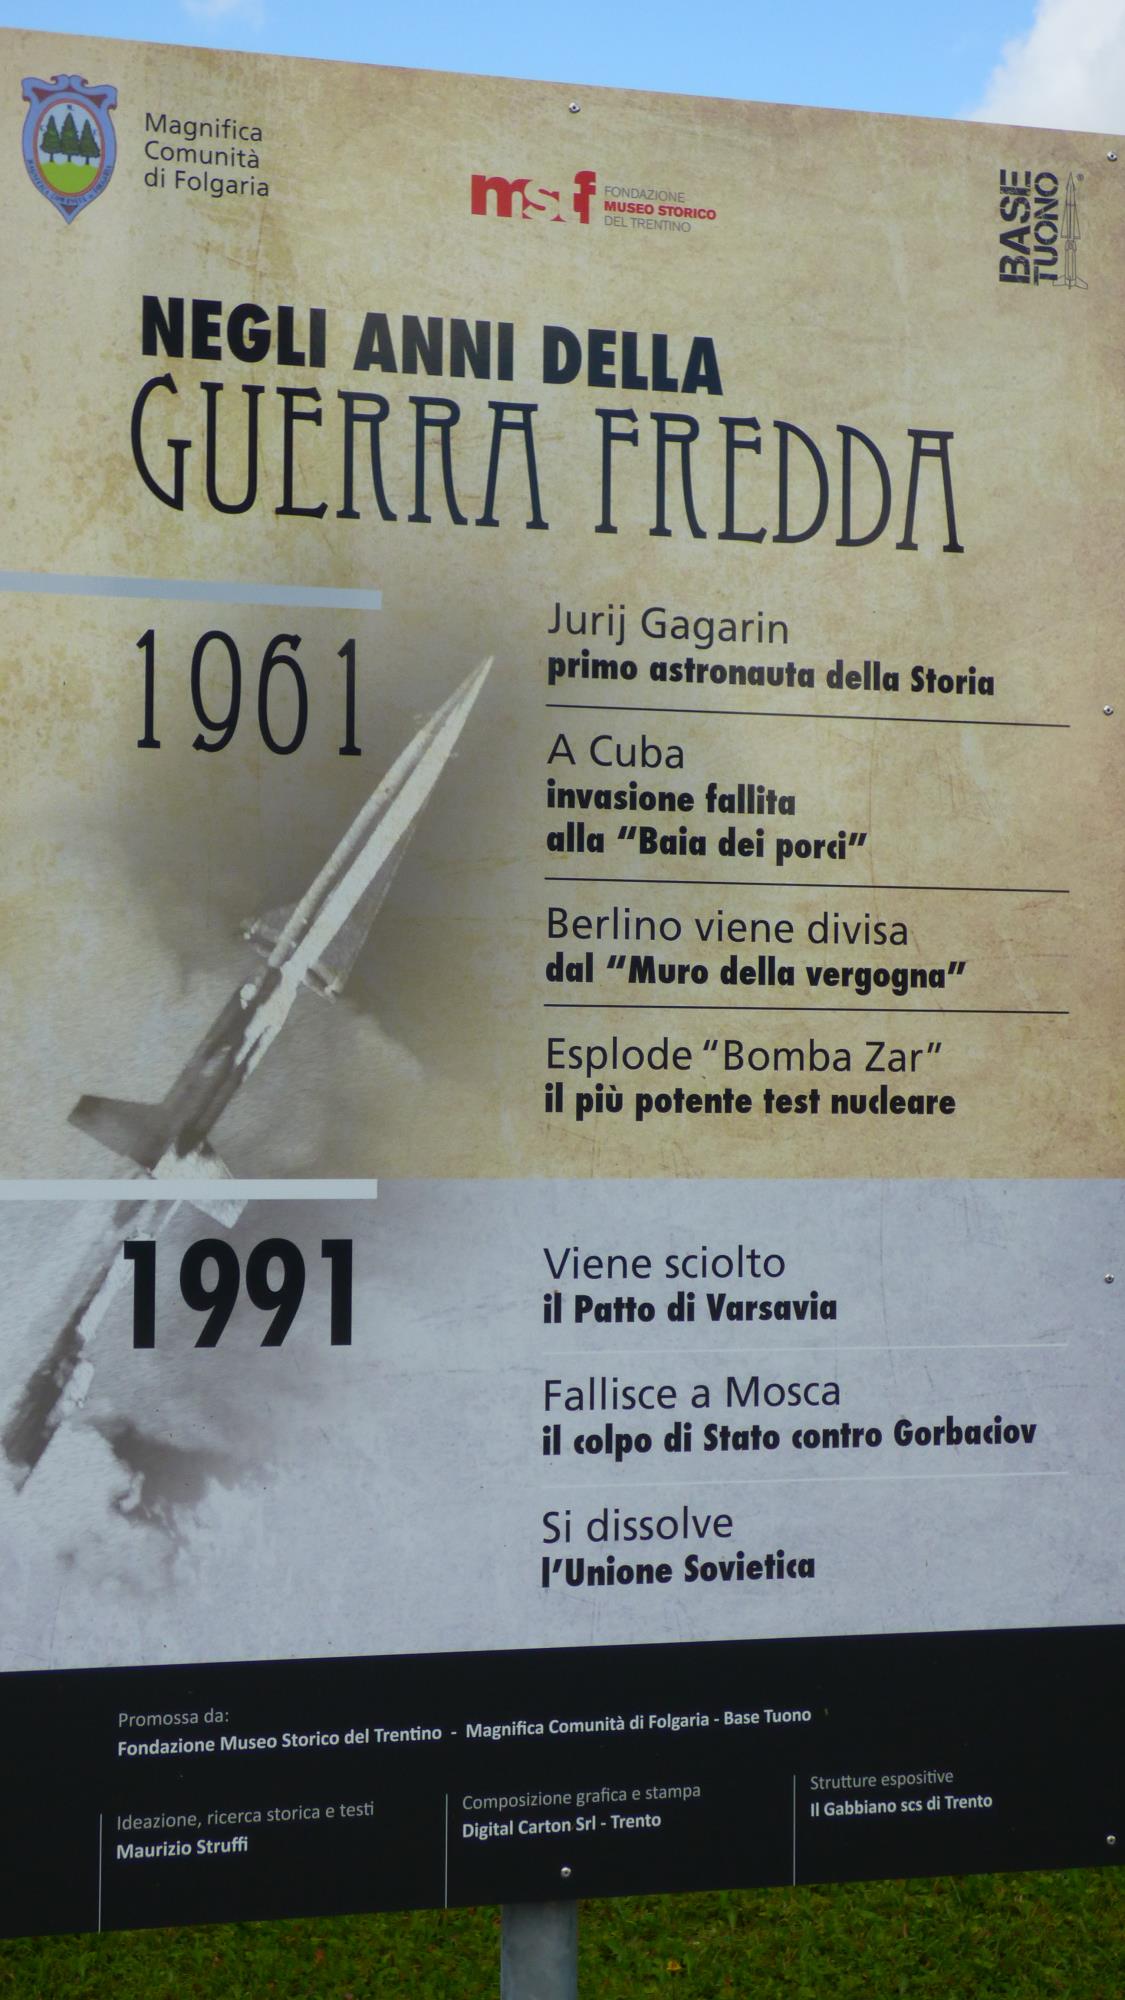 Magnifica
Comunità
di Folgaria
mstf
FONDAZIONE
MUSEO STORICO
DEL TRENTINO
BASE
TUONO
®
NEGLI ANNI DELLA
GUERRA FREDDA
1961
Jurij Gagarin
primo astronauta della Storia
A Cuba
invasione fallita
alla “Baia dei porci”
Berlino viene divisa
dal “Muro della vergogna”
Esplode “Bomba Zar”
il più potente test nucleare
1991
Viene sciolto
il Patto di Varsavia
Fallisce a Mosca
il colpo di Stato contro Gorbaciov
Si dissolve
l’Unione Sovietica
Promossa da:
Fondazione Museo Storico del Trentino - Magnifica Comunità di Folgaria - Base Tuono
Ideazione, ricerca storica e testi
Maurizio Struffi
Composizione grafica e stampa
Digital Carton Srl - Trento
Strutture espositive
Il Gabbiano scs di Trento